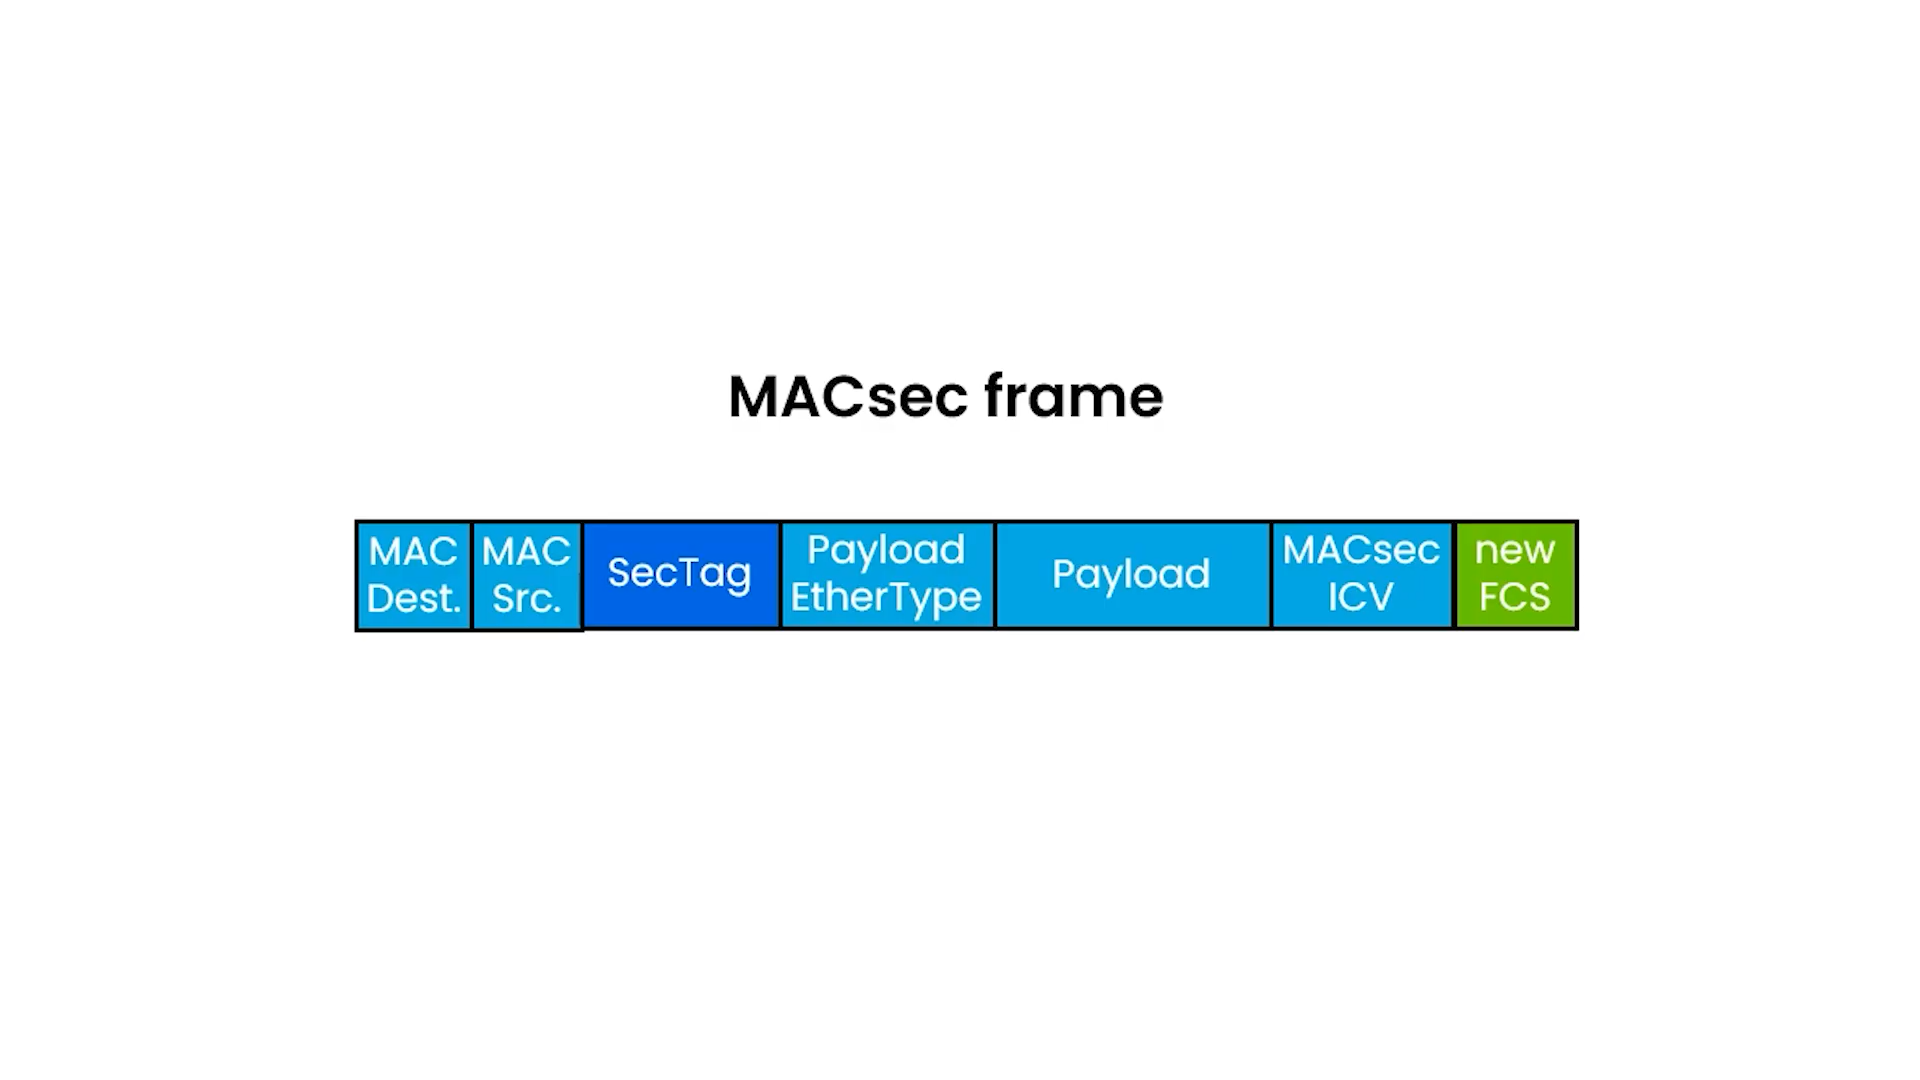 MACsec frame
MAC
Dest.
MAC
Src.
SecTag
Payload
EtherType
Payload
MACsec
ICV
new
FCS